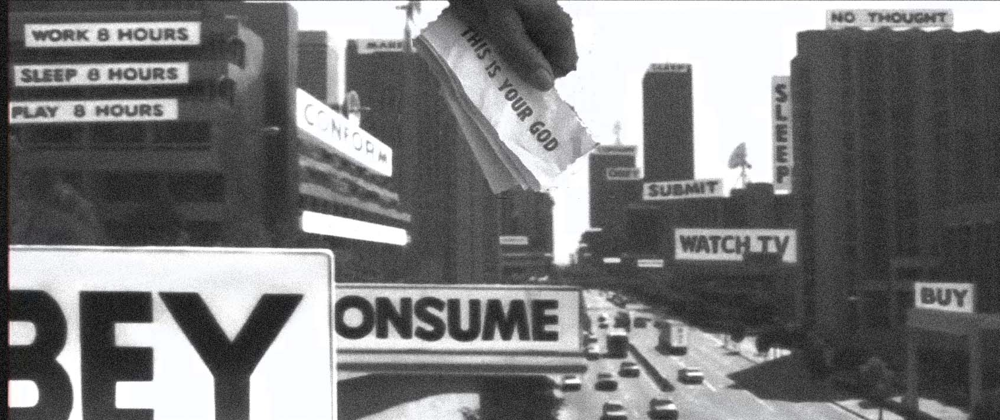 WORK 8 HOURS
SLEEP 8 HOURS
PLAY 8 HOURS
CONFORM
THIS IS YOUR GOD
NO THOUGHT
SLEEP
SUBMIT
OBEY
WATCH TV
BUY
BEY
ONSUME